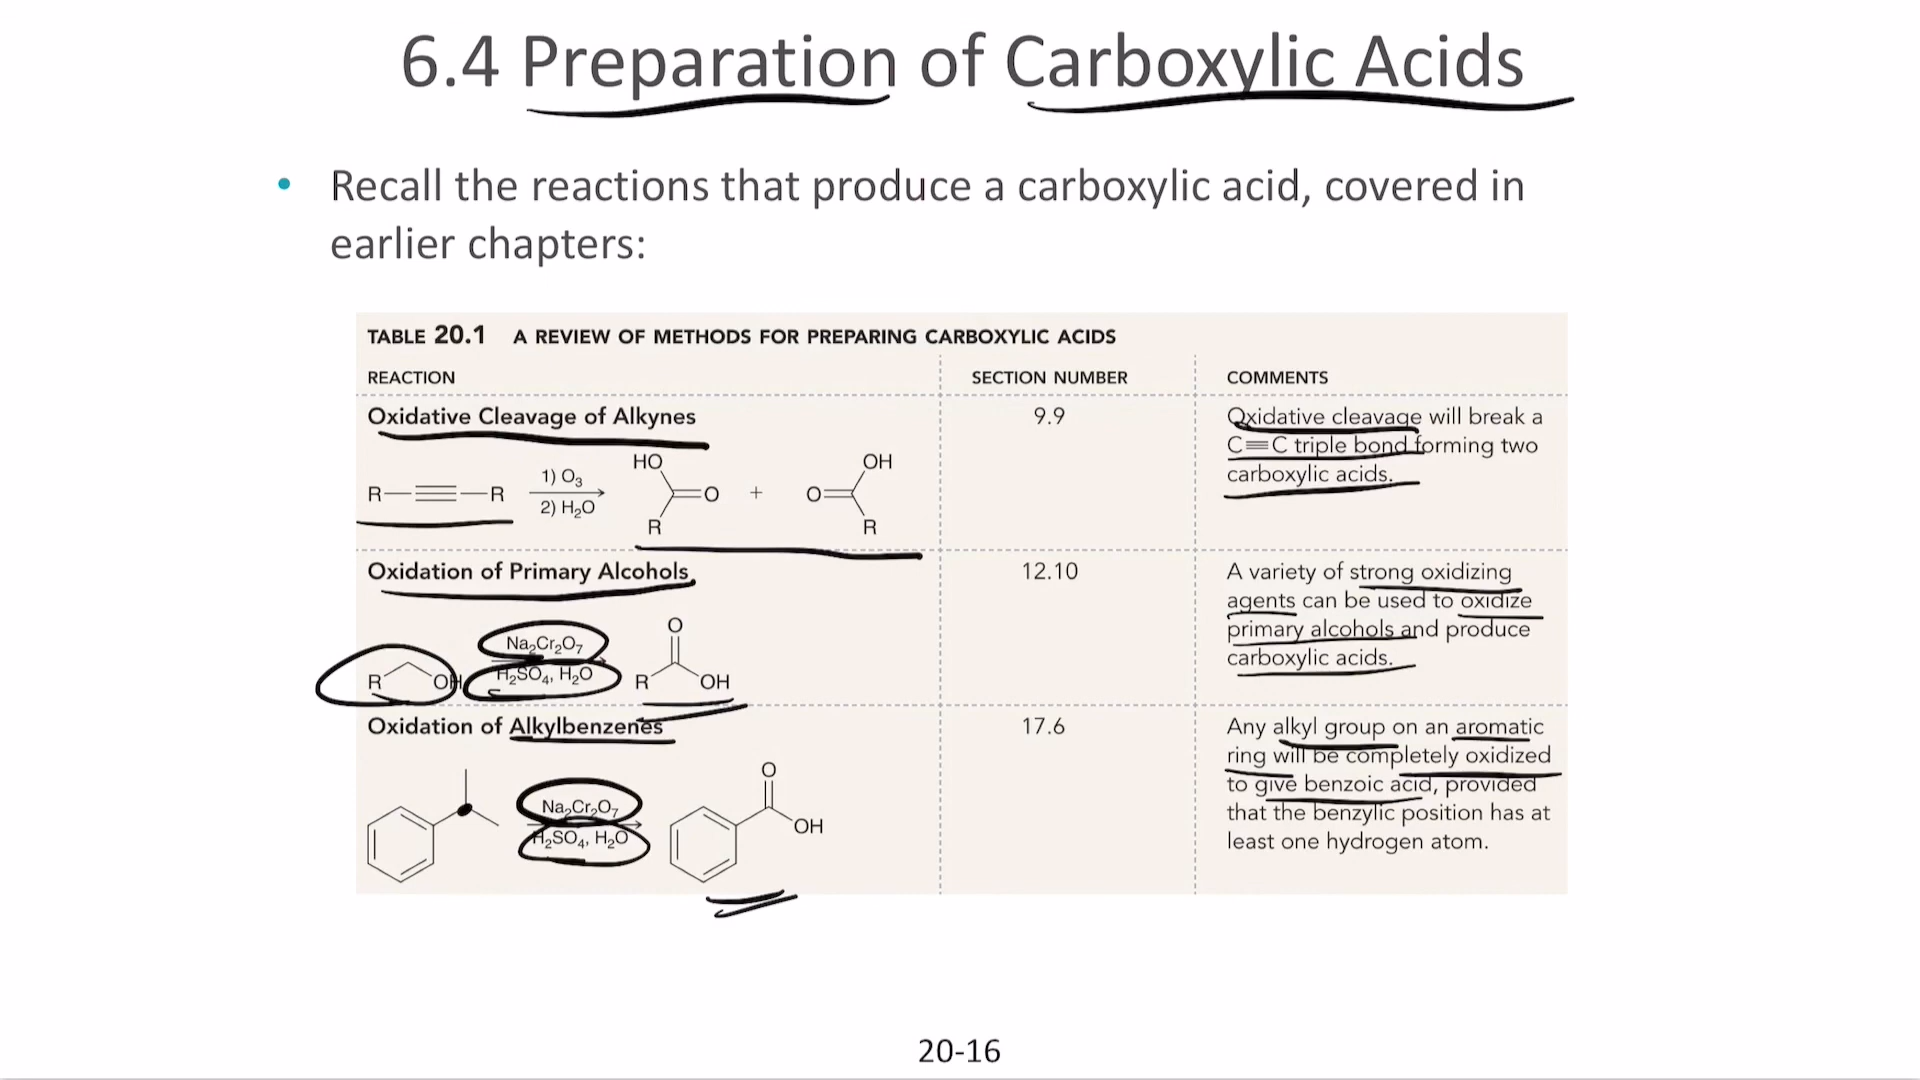 6.4 Preparation of Carboxylic Acids
• Recall the reactions that produce a carboxylic acid, covered in
earlier chapters:
TABLE 20.1 A REVIEW OF METHODS FOR PREPARING CARBOXYLIC ACIDS
REACTION SECTION NUMBER COMMENTS
Oxidative Cleavage of Alkynes
R R
1) O₃
2) H₂O
HO
O
R
+
OH
O
R
9.9
Oxidative cleavage will break a
C≡C triple bond forming two
carboxylic acids.
Oxidation of Primary Alcohols
R OH
Na₂Cr₂O₇
H₂SO₄, H₂O
O
R OH
12.10
A variety of strong oxidizing
agents can be used to oxidize
primary alcohols and produce
carboxylic acids.
Oxidation of Alkylbenzenes
Na₂Cr₂O₇
H₂SO₄, H₂O
O
OH
17.6
Any alkyl group on an aromatic
ring will be completely oxidized
to give benzoic acid, provided
that the benzylic position has at
least one hydrogen atom.
20-16